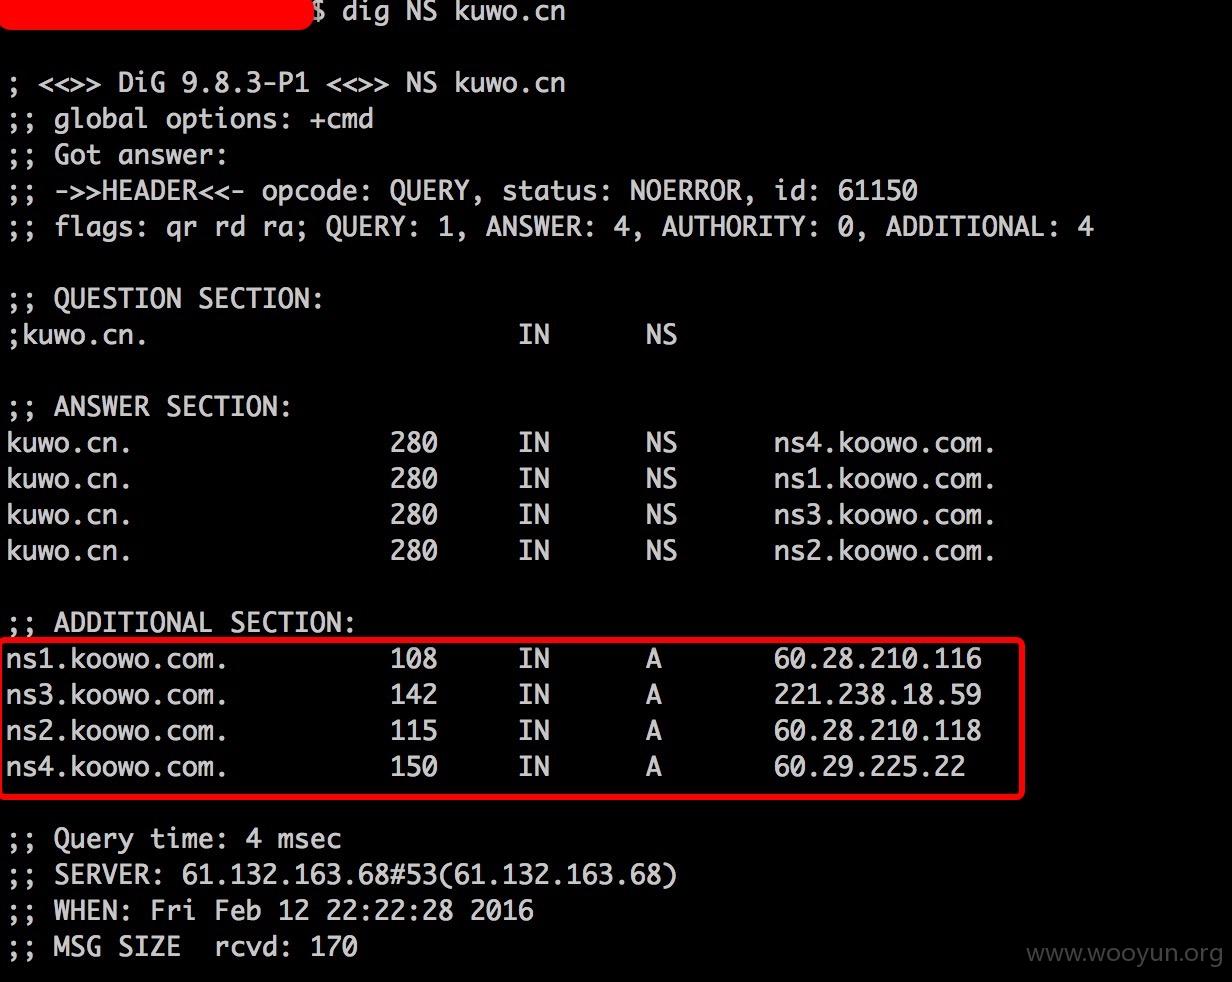 $ dig NS kuwo.cn
; <<>> DiG 9.8.3-P1 <<>> NS kuwo.cn
;; global options: +cmd
;; Got answer:
;; ->>HEADER<<- opcode: QUERY, status: NOERROR, id: 61150
;; flags: qr rd ra; QUERY: 1, ANSWER: 4, AUTHORITY: 0, ADDITIONAL: 4
;; QUESTION SECTION:
;kuwo.cn. IN NS
;; ANSWER SECTION:
kuwo.cn. 280 IN NS ns4.koowo.com.
kuwo.cn. 280 IN NS ns1.koowo.com.
kuwo.cn. 280 IN NS ns3.koowo.com.
kuwo.cn. 280 IN NS ns2.koowo.com.
;; ADDITIONAL SECTION:
ns1.koowo.com. 108 IN A 60.28.210.116
ns3.koowo.com. 142 IN A 221.238.18.59
ns2.koowo.com. 115 IN A 60.28.210.118
ns4.koowo.com. 150 IN A 60.29.225.22
;; Query time: 4 msec
;; SERVER: 61.132.163.68#53(61.132.163.68)
;; WHEN: Fri Feb 12 22:22:28 2016
;; MSG SIZE rcvd: 170
www.wooyun.org